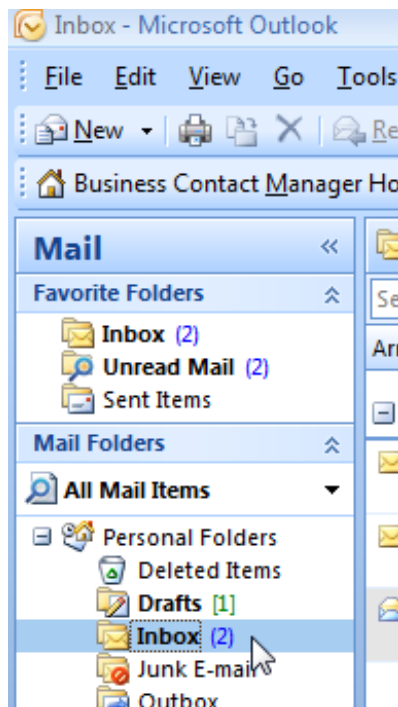 Inbox - Microsoft Outlook
File Edit View Go Tools
New
Business Contact Manager Ho
Mail «
Favorite Folders
Inbox (2)
Unread Mail (2)
Sent Items
Mail Folders
All Mail Items
Personal Folders
Deleted Items
Drafts [1]
Inbox (2)
Junk E-mail
Outbox